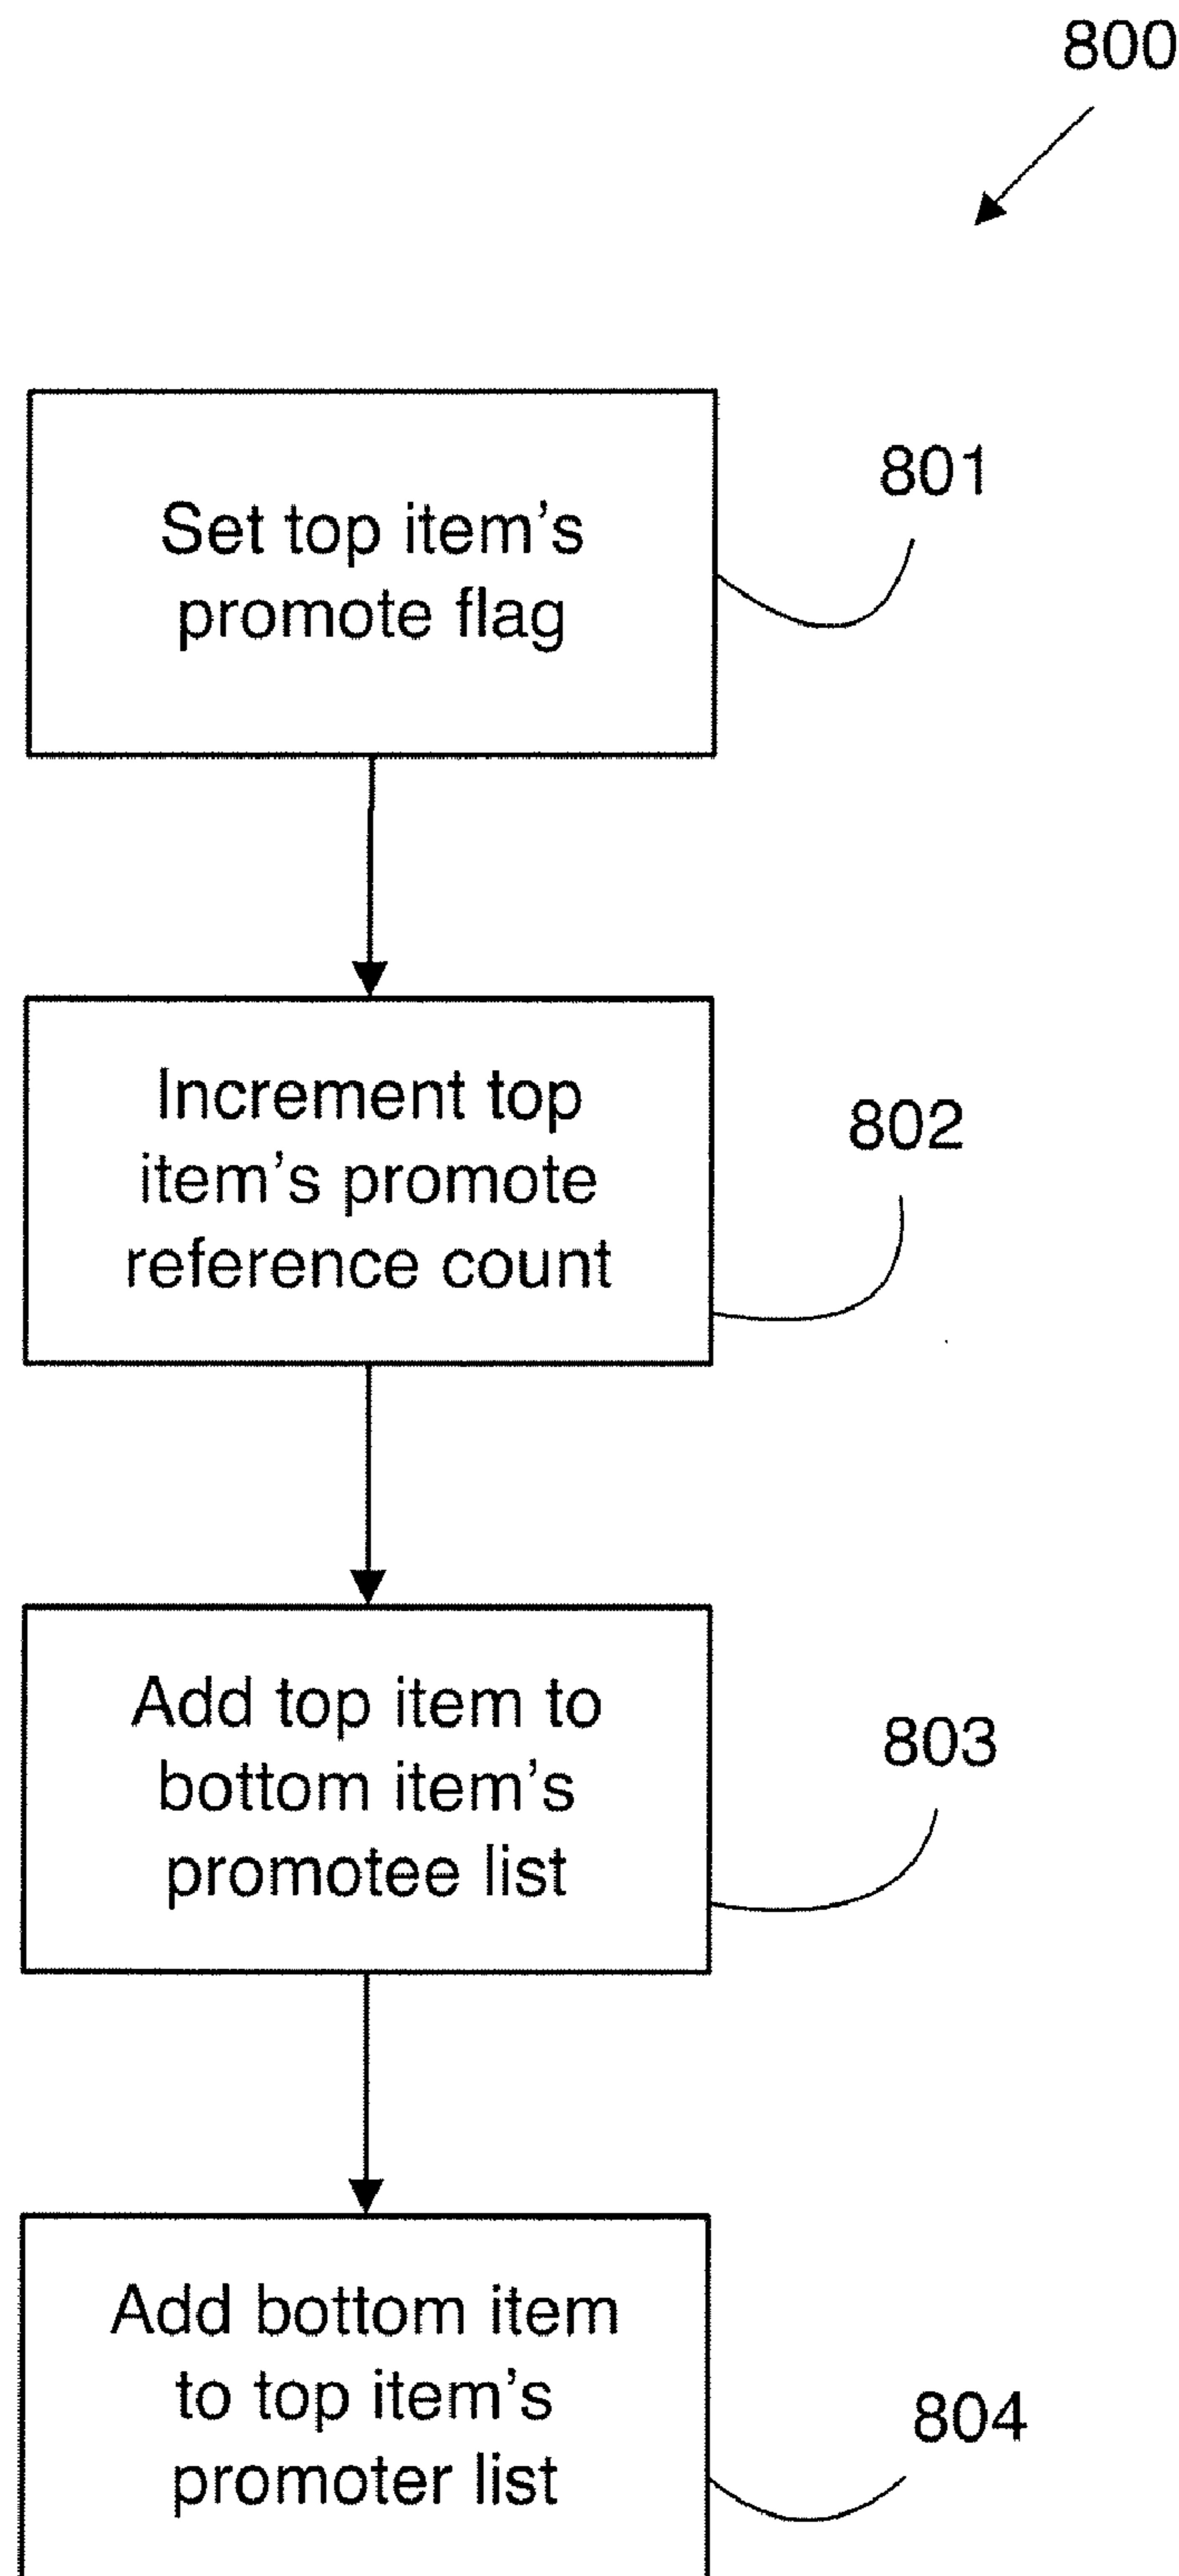 800
Set top item's
promote flag
801
Increment top
item's promote
reference count
802
Add top item to
bottom item's
promotee list
803
Add bottom item
to top item's
promoter list
804